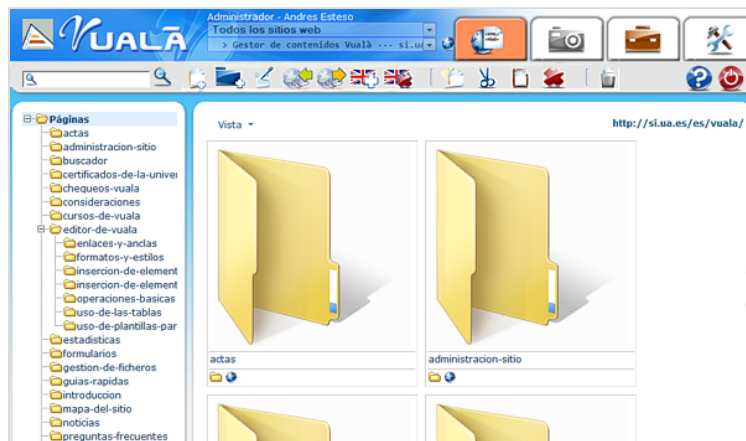 VUALÀ
Administrador - Andres Esteso
Todos los sitios web
> Gestor de contenidos Vualà --- si.u
Páginas
actas
administracion-sitio
buscador
certificados-de-la-univer
chequeos-vuala
consideraciones
cursos-de-vuala
editor-de-vuala
enlaces-y-anclas
formatos-y-estilos
insercion-de-element
insercion-de-element
operaciones-basicas
uso-de-las-tablas
uso-de-plantillas-par
estadisticas
formularios
gestion-de-ficheros
guias-rapidas
introduccion
mapa-del-sitio
noticias
preguntas-frecuentes
Vista
http://si.ua.es/es/vuala/
actas
administracion-sitio